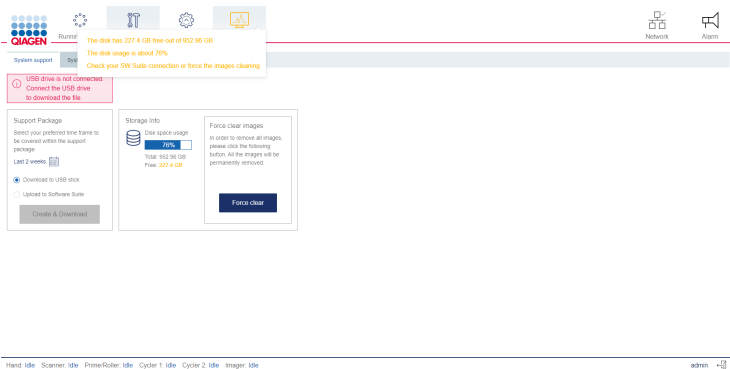 QIAGEN
Runnin
Network
Alarm
The disk has 227.4 GB free out of 952.96 GB
The disk usage is about 76%
Check your SW Suite connection or force the images cleaning
System support
Sys
USB drive is not connected.
Connect the USB drive
to download the file.
Support Package
Select your preferred time frame to
be covered within the support
package.
Last 2 weeks
Download to USB stick
Upload to Software Suite
Create & Download
Storage Info
Disk space usage
76%
Total: 952.96 GB
Free: 227.4 GB
Force clear images
In order to remove all images,
please click the following
button. All the images will be
permanently removed.
Force clear
Hand: Idle Scanner: Idle Prime/Roller: Idle Cycler 1: Idle Cycler 2: Idle Imager: Idle
admin